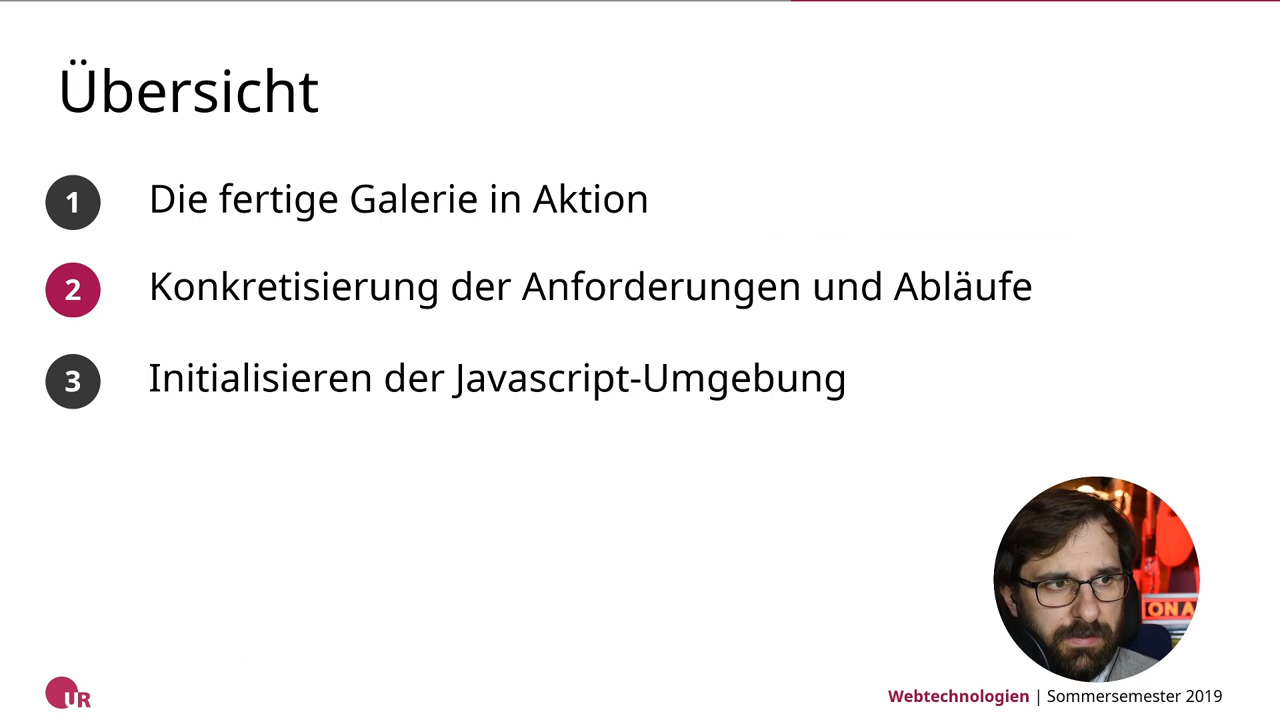 Übersicht
1 Die fertige Galerie in Aktion
2 Konkretisierung der Anforderungen und Abläufe
3 Initialisieren der Javascript-Umgebung
ON A
UR
Webtechnologien | Sommersemester 2019